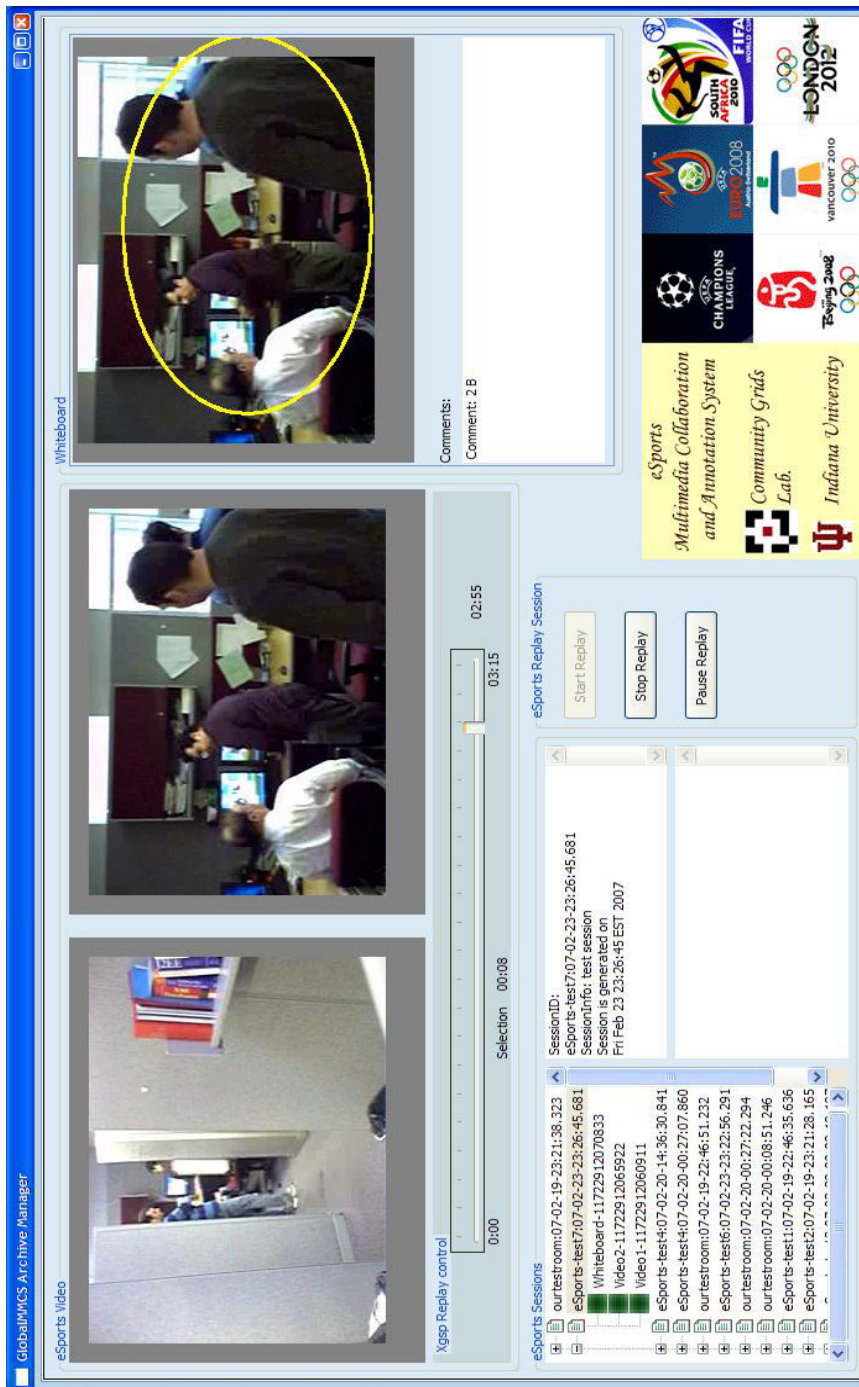 GlobalMMCS Archive Manager
eSports Video
Whiteboard
Comments:
Comment: 2 B
Xgsp Replay control
0:00
03:15
02:55
Selection 00:08
eSports Sessions
ourtestroom:07-02-19-23:21:38.323
eSports-test7:07-02-23-23:26:45.681
Whiteboard-11722912070833
Video2-11722912065922
Video1-11722912060911
eSports-test4:07-02-20-14:36:30.841
eSports-test4:07-02-20-00:27:07.860
ourtestroom:07-02-19-22:46:51.232
eSports-test6:07-02-23-23:22:56.291
ourtestroom:07-02-20-00:27:22.294
ourtestroom:07-02-20-00:08:51.246
eSports-test1:07-02-19-22:46:35.636
eSports-test2:07-02-19-23:21:28.165
SessionID:
eSports-test7:07-02-23-23:26:45.681
SessionInfo: test session
Session is generated on
Fri Feb 23 23:26:45 EST 2007
eSports Replay Session
Start Replay
Stop Replay
Pause Replay
eSports
Multimedia Collaboration
and Annotation System
Community Grids
Lab.
Indiana University
UEFA
CHAMPIONS
LEAGUE
UEFA
EURO2008
Austria-Switzerland
SOUTH
AFRICA
2010
FIFA
WORLD CUP
Beijing 2008
vancouver 2010
LONDON
2012